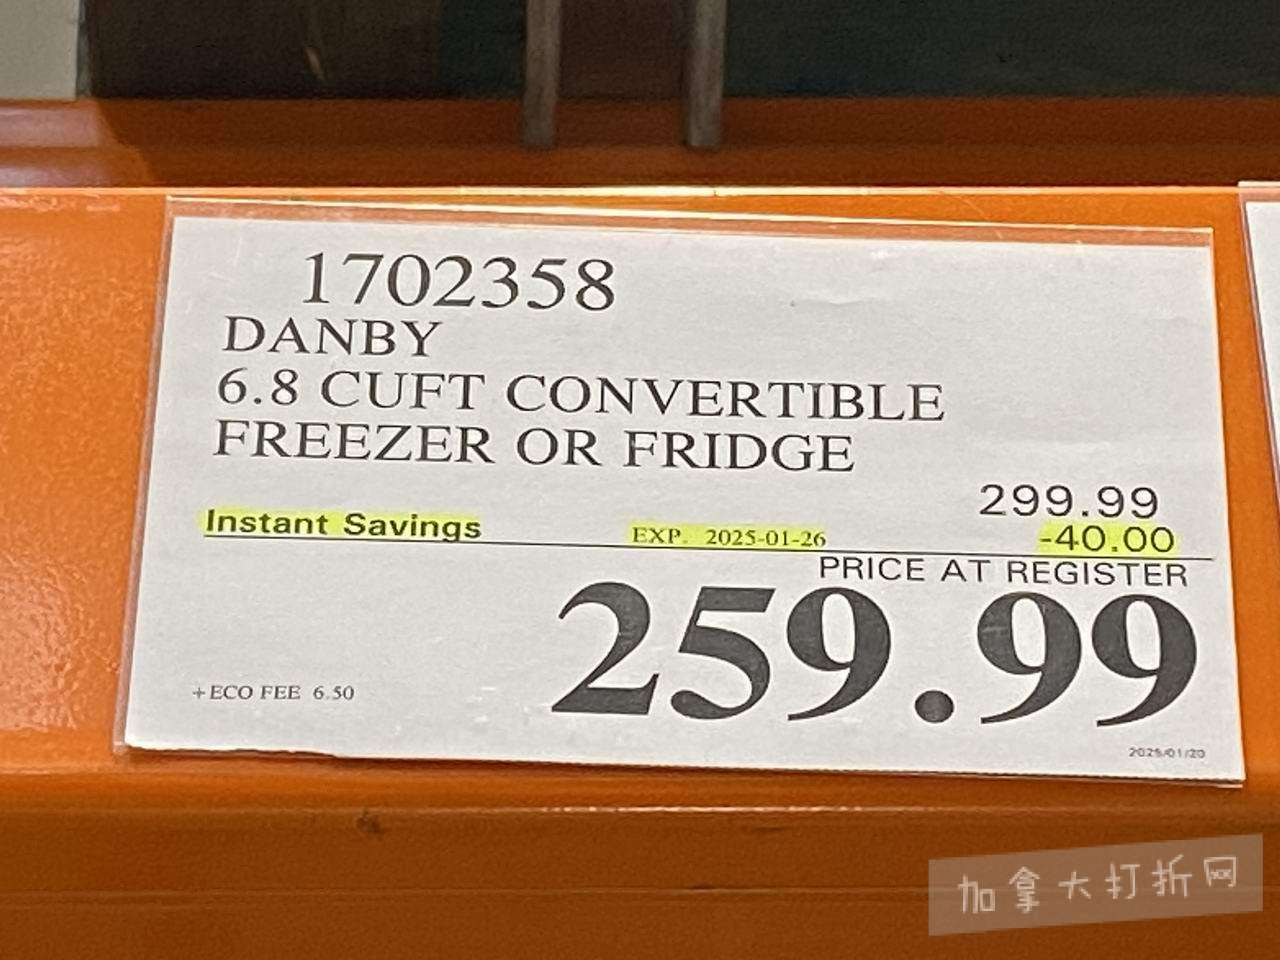 1702358
DANBY
6.8 CUFT CONVERTIBLE
FREEZER OR FRIDGE
299.99
Instant Savings EXP. 2025-01-26 -40.00
PRICE AT REGISTER
259.99
+ECO FEE 6.50
2025/01/20
加拿大打折网